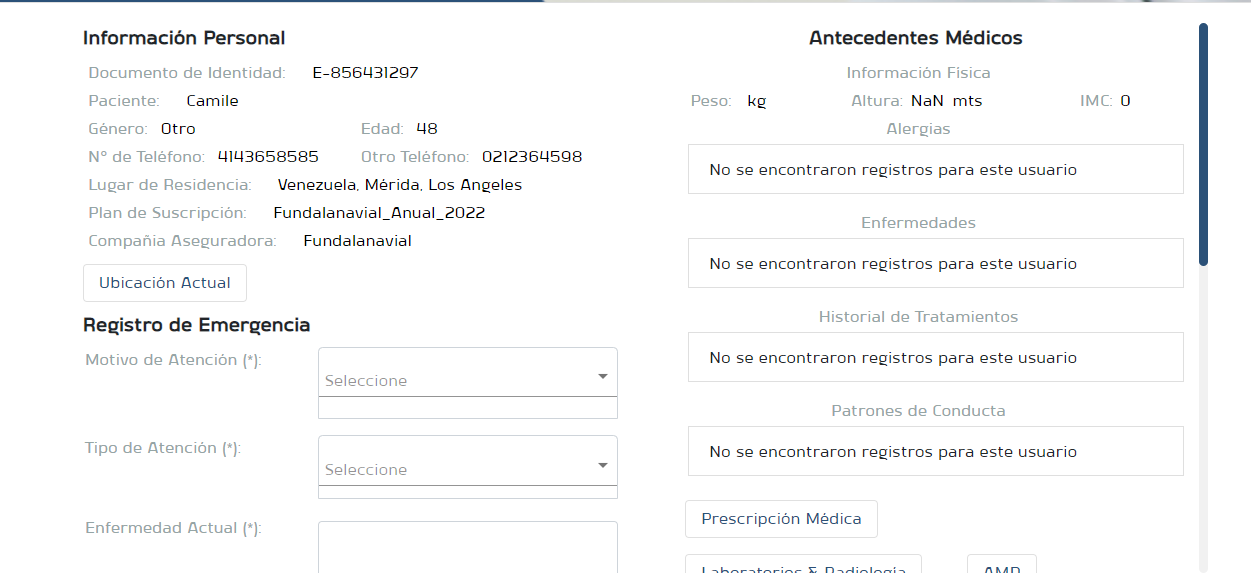 Información Personal
Documento de Identidad: E-856431297
Paciente: Camile
Género: Otro Edad: 48
Nº de Teléfono: 4143658585 Otro Teléfono: 0212364598
Lugar de Residencia: Venezuela, Mérida, Los Angeles
Plan de Suscripción: Fundalanavial_Anual_2022
Compañia Aseguradora: Fundalanavial
Ubicación Actual
Registro de Emergencia
Motivo de Atención (*):
Seleccione
Tipo de Atención (*):
Seleccione
Enfermedad Actual (*):
Antecedentes Médicos
Información Física
Peso: kg Altura: NaN mts IMC: 0
Alergias
No se encontraron registros para este usuario
Enfermedades
No se encontraron registros para este usuario
Historial de Tratamientos
No se encontraron registros para este usuario
Patrones de Conducta
No se encontraron registros para este usuario
Prescripción Médica
Laboratorios & Radiologia AMP